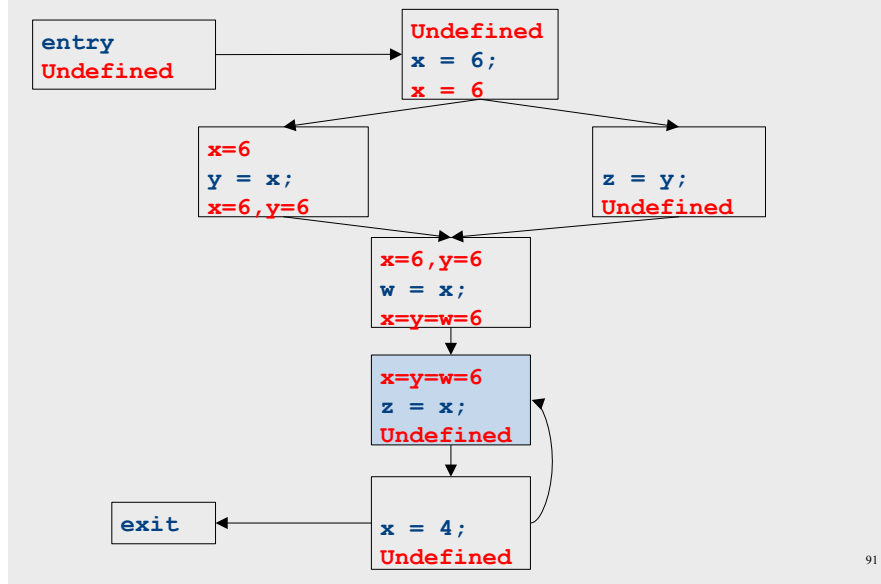 entry
Undefined
Undefined
x = 6;
x = 6
x=6
y = x;
x=6,y=6
z = y;
Undefined
x=6,y=6
w = x;
x=y=w=6
x=y=w=6
z = x;
Undefined
exit
x = 4;
Undefined
91